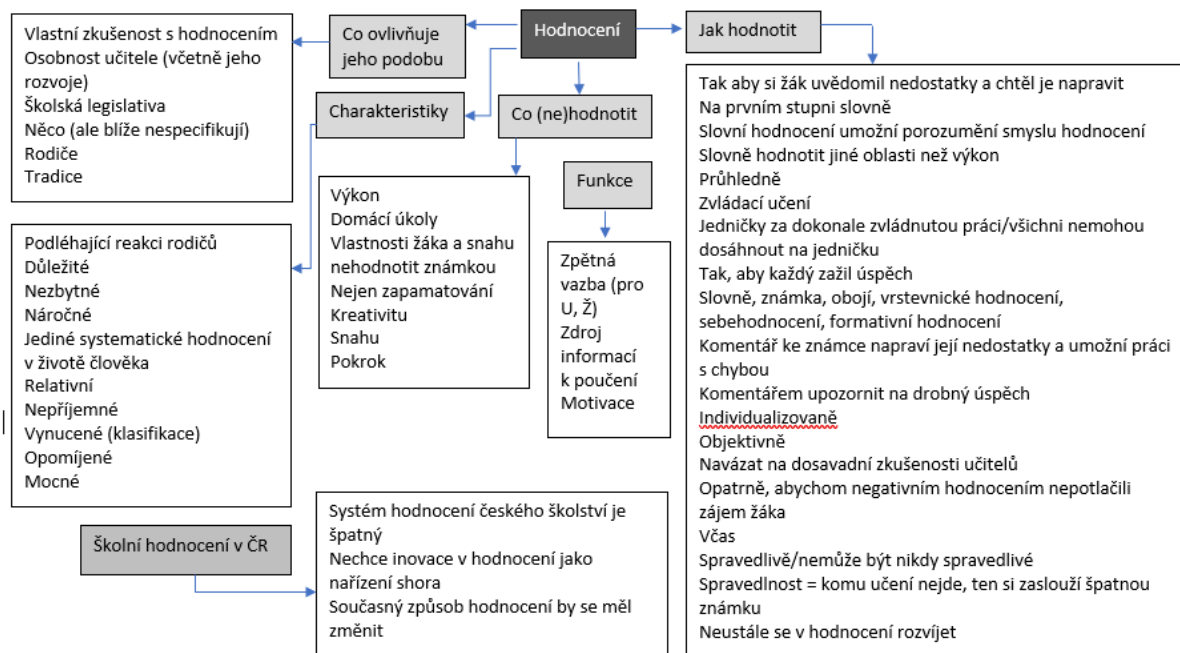 Hodnocení
Co ovlivňuje
jeho podobu
Vlastní zkušenost s hodnocením
Osobnost učitele (včetně jeho
rozvoje)
Školská legislativa
Něco (ale blíže nespecifikují)
Rodiče
Tradice
Charakteristiky
Podléhající reakci rodičů
Důležité
Nezbytné
Náročné
Jediné systematické hodnocení
v životě člověka
Relativní
Nepříjemné
Vynucené (klasifikace)
Opomíjené
Mocné
Co (ne)hodnotit
Výkon
Domácí úkoly
Vlastnosti žáka a snahu
nehodnotit známkou
Nejen zapamatování
Kreativitu
Snahu
Pokrok
Funkce
Zpětná
vazba (pro
U, Ž)
Zdroj
informací
k poučení
Motivace
Jak hodnotit
Tak aby si žák uvědomil nedostatky a chtěl je napravit
Na prvním stupni slovně
Slovní hodnocení umožní porozumění smyslu hodnocení
Slovně hodnotit jiné oblasti než výkon
Průhledně
Zvládací učení
Jedničky za dokonale zvládnutou práci/všichni nemohou
dosáhnout na jedničku
Tak, aby každý zažil úspěch
Slovně, známka, obojí, vrstevnické hodnocení,
sebehodnocení, formativní hodnocení
Komentář ke známce napraví její nedostatky a umožní práci
s chybou
Komentářem upozornit na drobný úspěch
Individualizovaně
Objektivně
Navázat na dosavadní zkušenosti učitelů
Opatrně, abychom negativním hodnocením nepotlačili
zájem žáka
Včas
Spravedlivě/nemůže být nikdy spravedlivé
Spravedlnost = komu učení nejde, ten si zaslouží špatnou
známku
Neustále se v hodnocení rozvíjet
Školní hodnocení v ČR
Systém hodnocení českého školství je
špatný
Nechce inovace v hodnocení jako
nařízení shora
Současný způsob hodnocení by se měl
změnit